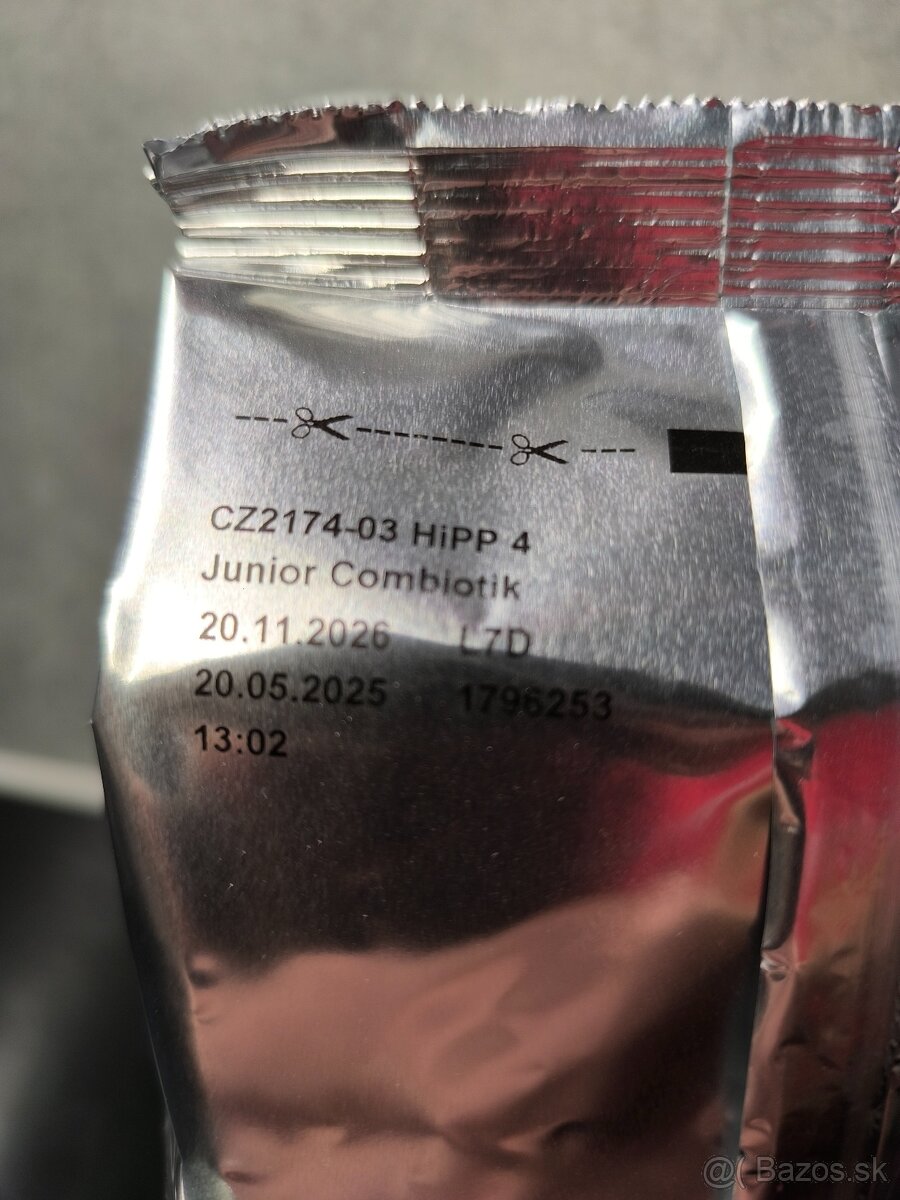 CZ2174-03 HiPP 4
Junior Combiotik
20.11.2026 L7D
20.05.2025 1796253
13:02
@( Bazos.sk